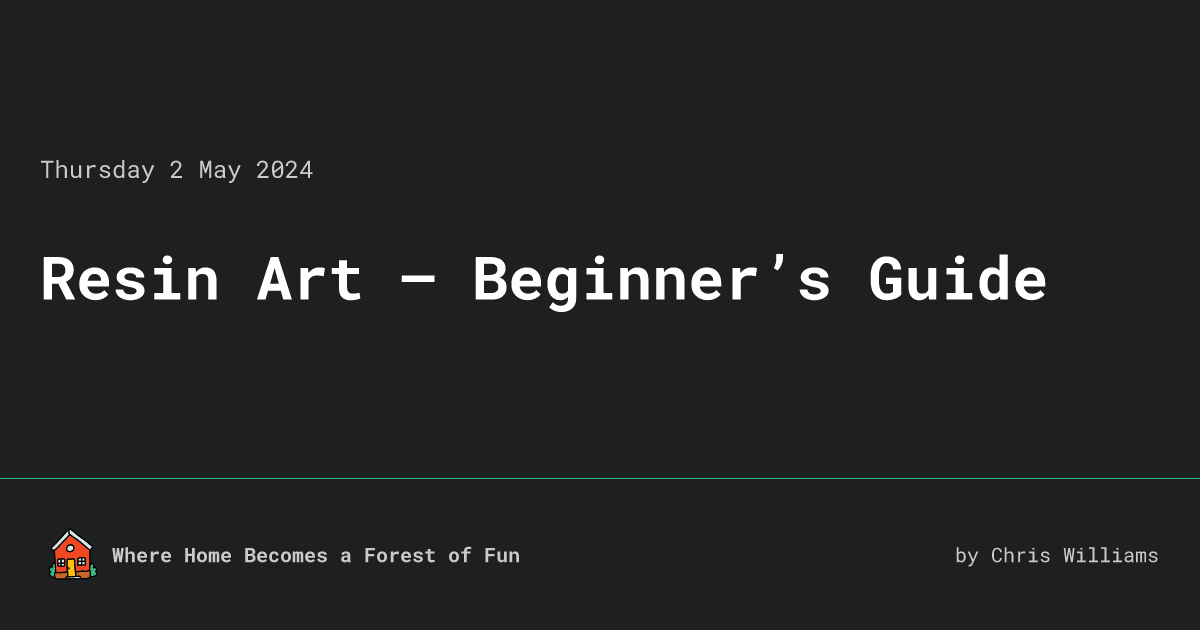 Thursday 2 May 2024
Resin Art – Beginner’s Guide
Where Home Becomes a Forest of Fun
by Chris Williams